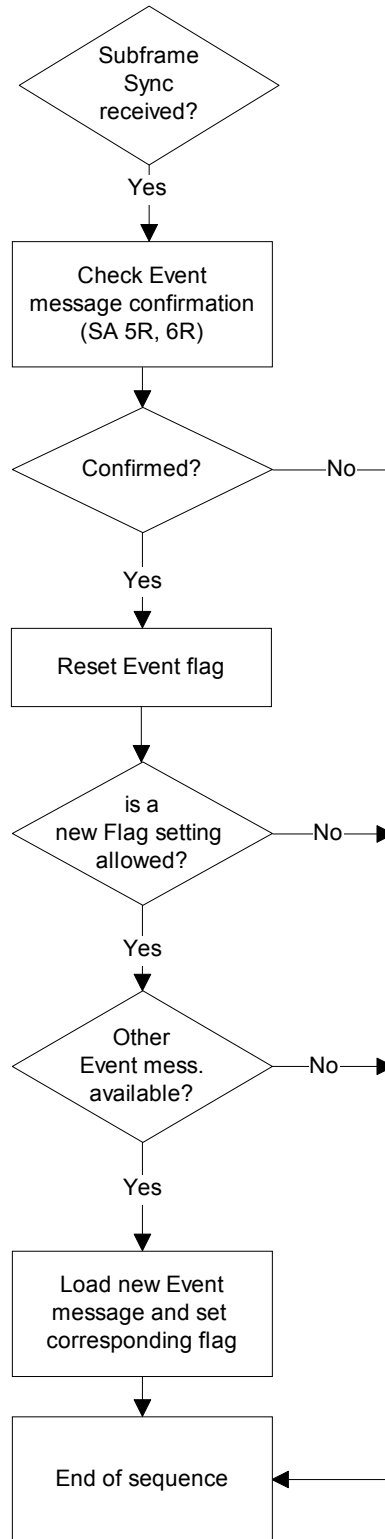 Subframe
Sync
received?
Yes
Check Event
message confirmation
(SA 5R, 6R)
Confirmed?
No
Yes
Reset Event flag
is a
new Flag setting
allowed?
No
Yes
Other
Event mess.
available?
No
Yes
Load new Event
message and set
corresponding flag
End of sequence